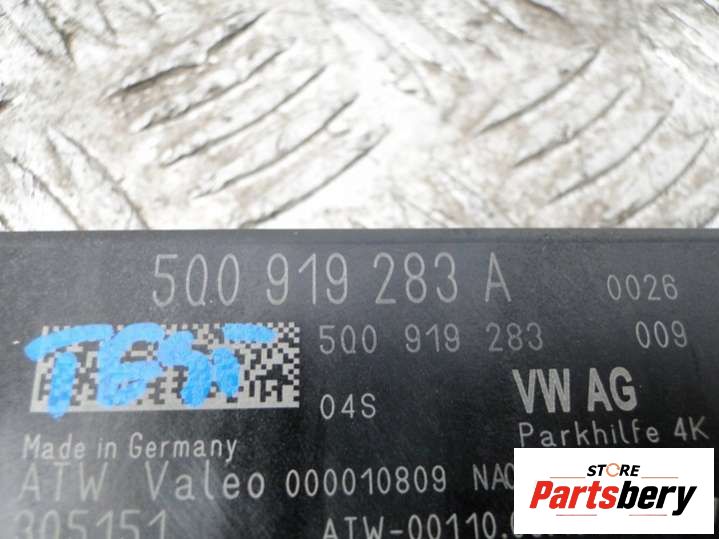 5Q0 919 283 A 0026
TEST
5Q0 919 283 009
04S
VW AG
Parkhilfe 4K
Made in Germany
ATW Valeo 000010809
305151
STORE
Partsbery